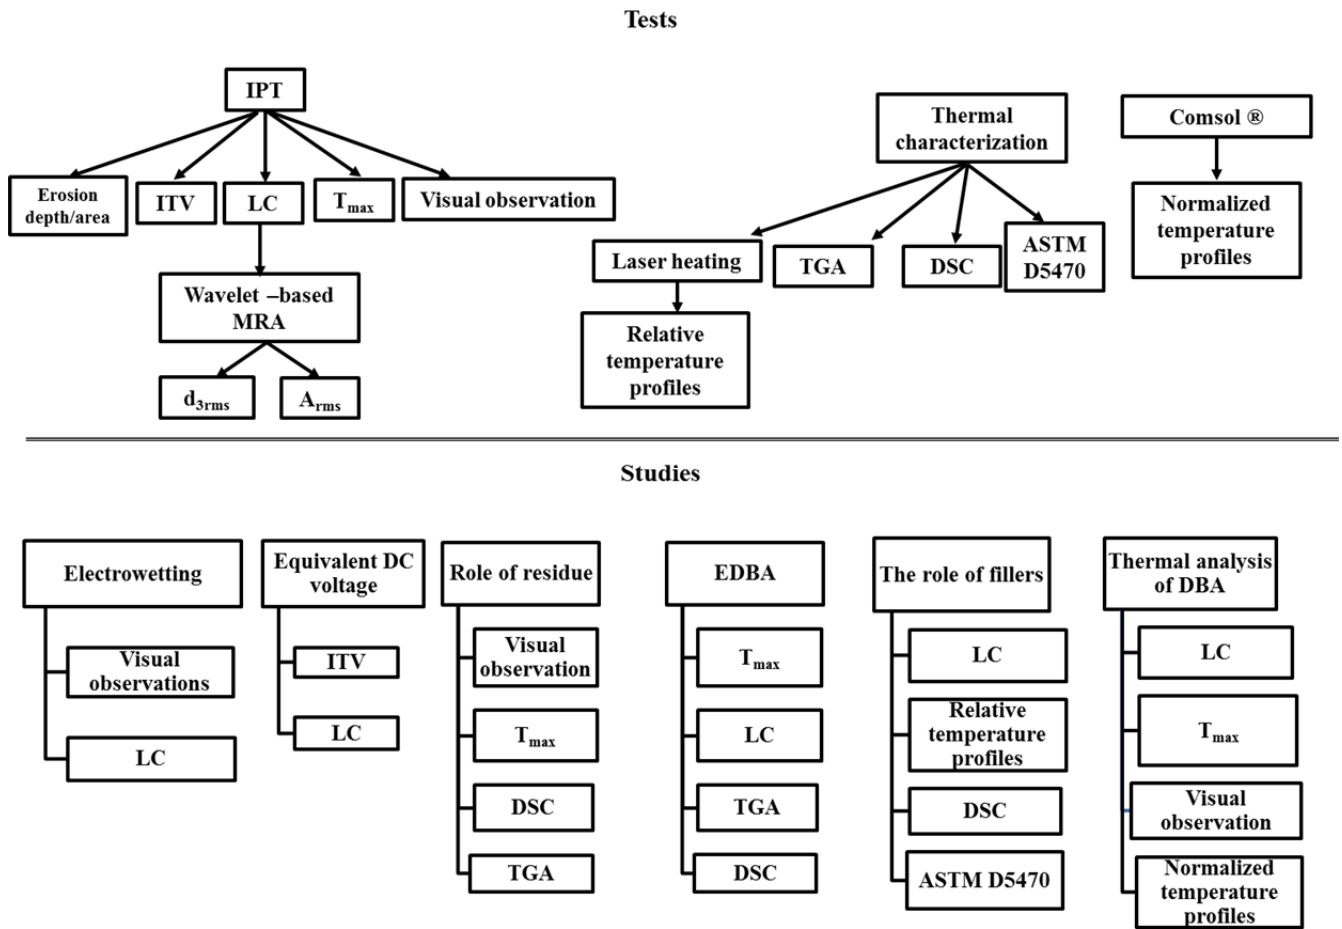 Tests
IPT
Erosion
depth/area
ITV
LC
Tmax
Visual observation
Wavelet –based
MRA
d3rms
Arms
Thermal
characterization
Laser heating
TGA
DSC
ASTM
D5470
Relative
temperature
profiles
Comsol ®
Normalized
temperature
profiles
Studies
Electrowetting
Visual
observations
LC
Equivalent DC
voltage
ITV
LC
Role of residue
Visual
observation
Tmax
DSC
TGA
EDBA
Tmax
LC
TGA
DSC
The role of fillers
LC
Relative
temperature
profiles
DSC
ASTM D5470
Thermal analysis
of DBA
LC
Tmax
Visual
observation
Normalized
temperature
profiles